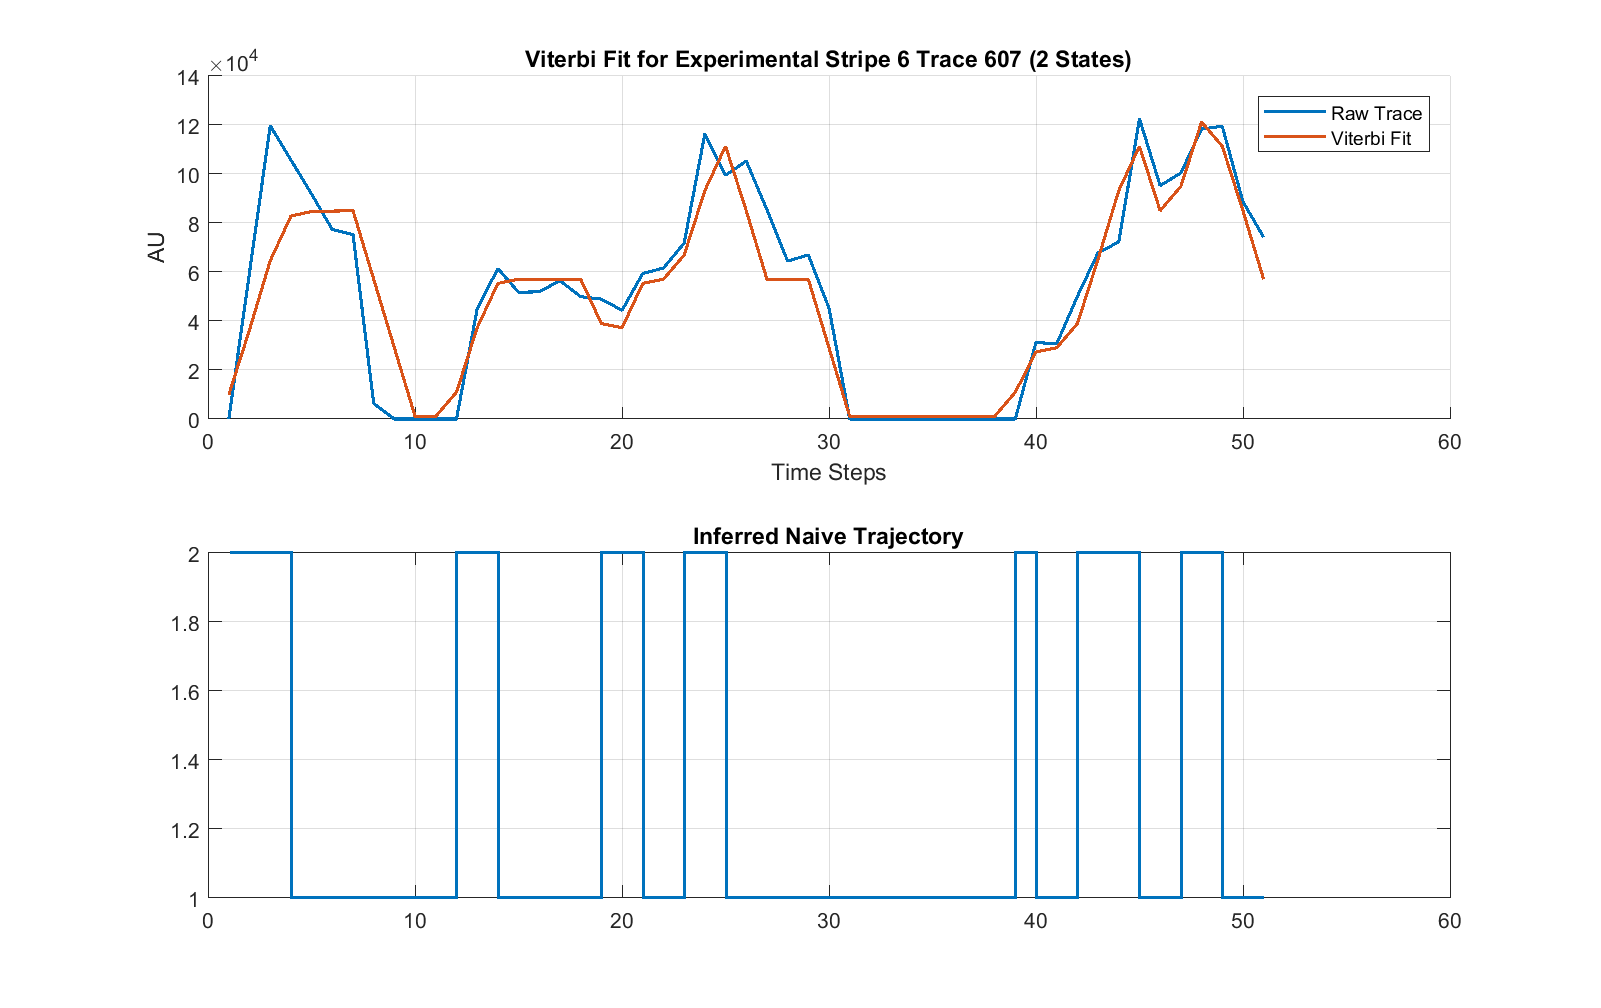 Viterbi Fit for Experimental Stripe 6 Trace 607 (2 States)
×10⁴
14
12
10
8
6
4
2
0
AU
Raw Trace
Viterbi Fit
0 10 20 30 40 50 60
Time Steps
Inferred Naive Trajectory
2
1.8
1.6
1.4
1.2
1
0 10 20 30 40 50 60